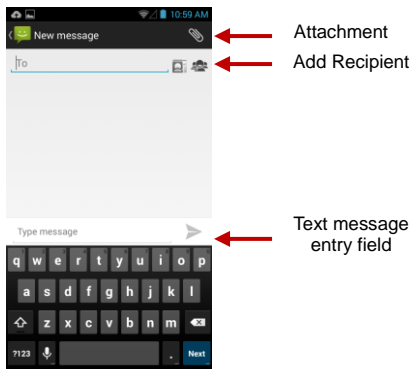 10:59 AM
New message
Attachment
To
Add Recipient
Type message
Text message
entry field
q w e r t y u i o p
a s d f g h j k l
z x c v b n m
?123 . Next